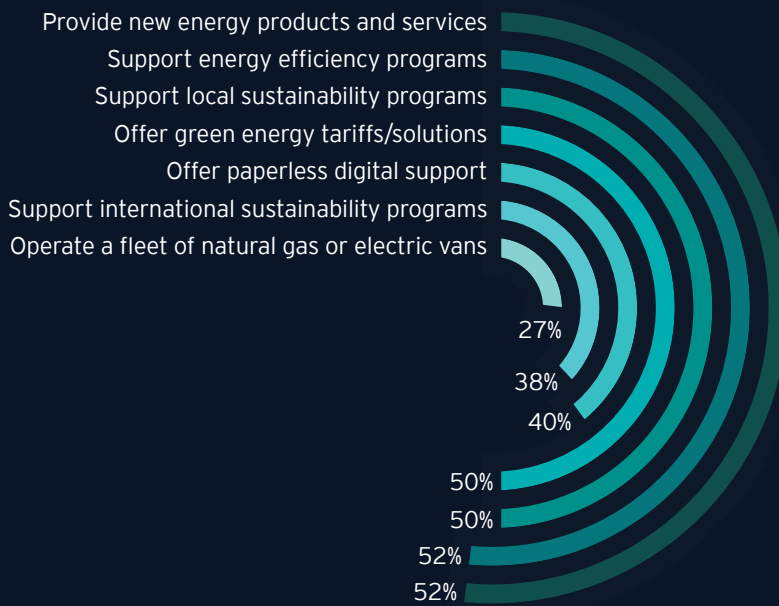 Provide new energy products and services
Support energy efficiency programs
Support local sustainability programs
Offer green energy tariffs/solutions
Offer paperless digital support
Support international sustainability programs
Operate a fleet of natural gas or electric vans
27%
38%
40%
50%
50%
52%
52%